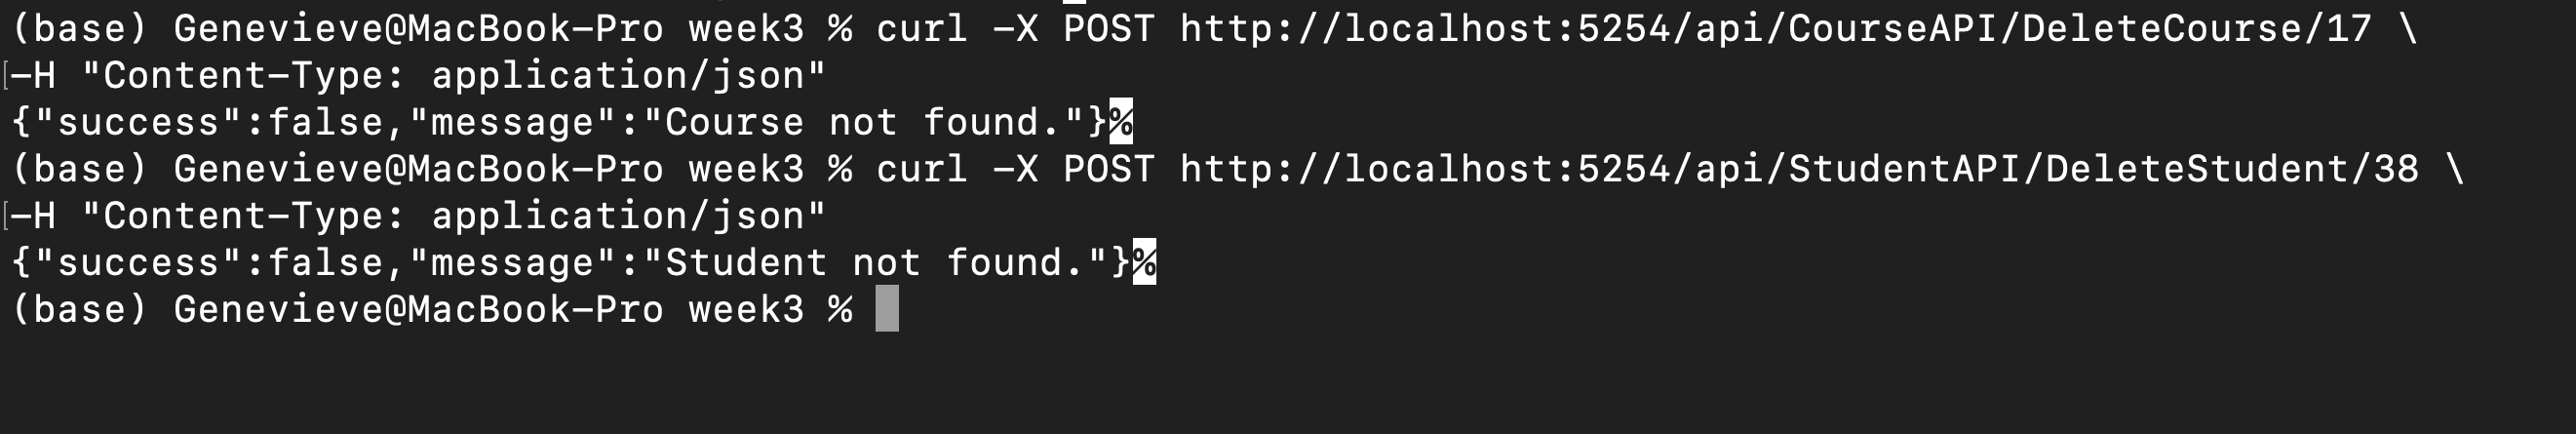 (base) Genevieve@MacBook-Pro week3 % curl -X POST http://localhost:5254/api/CourseAPI/DeleteCourse/17 \
[-H "Content-Type: application/json"
{"success":false,"message":"Course not found."}%
(base) Genevieve@MacBook-Pro week3 % curl -X POST http://localhost:5254/api/StudentAPI/DeleteStudent/38 \
[-H "Content-Type: application/json"
{"success":false,"message":"Student not found."}%
(base) Genevieve@MacBook-Pro week3 %